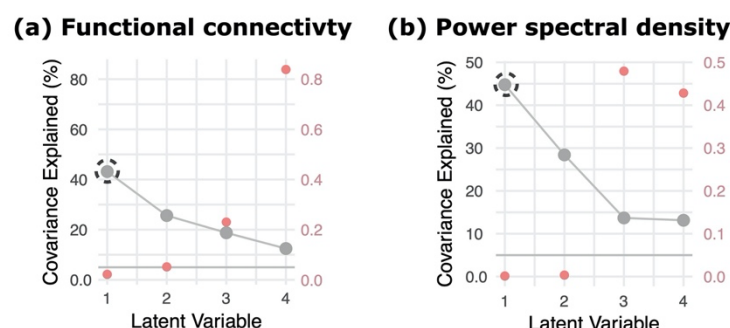 (a) Functional connectivty
(b) Power spectral density
Covariance Explained (%)
80
60
40
20
0.0
0.8
0.6
0.4
0.2
0.0
1 2 3 4
Latent Variable
Covariance Explained (%)
50
40
30
20
10
0.0
0.5
0.4
0.3
0.2
0.1
0.0
1 2 3 4
Latent Variable